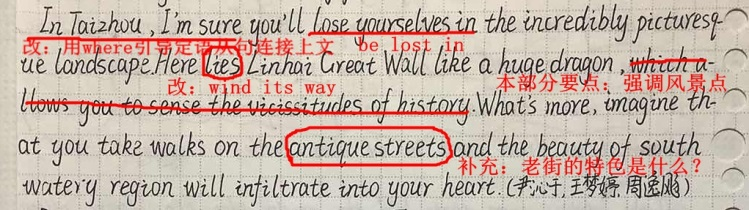 In Taizhou, I'm sure you'll lose yourselves in the incredibly picturesq-
改：用where引导定语从句连接上文 be lost in
ue landscape. Here lies Linhai Great Wall like a huge dragon, which a-
改：wind its way 本部分要点：强调风景点
llows you to sense the vicissitudes of history. What's more, imagine th-
at you take walks on the antique streets and the beauty of south
补充：老街的特色是什么？
watery region will infiltrate into your heart. (尹沁于, 王梦婷, 周逸飏)